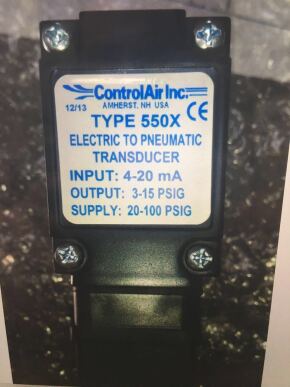 ControlAir Inc.
12/13 AMHERST, NH USA CE
TYPE 550X
ELECTRIC TO PNEUMATIC
TRANSDUCER
INPUT: 4-20 mA
OUTPUT: 3-15 PSIG
SUPPLY: 20-100 PSIG